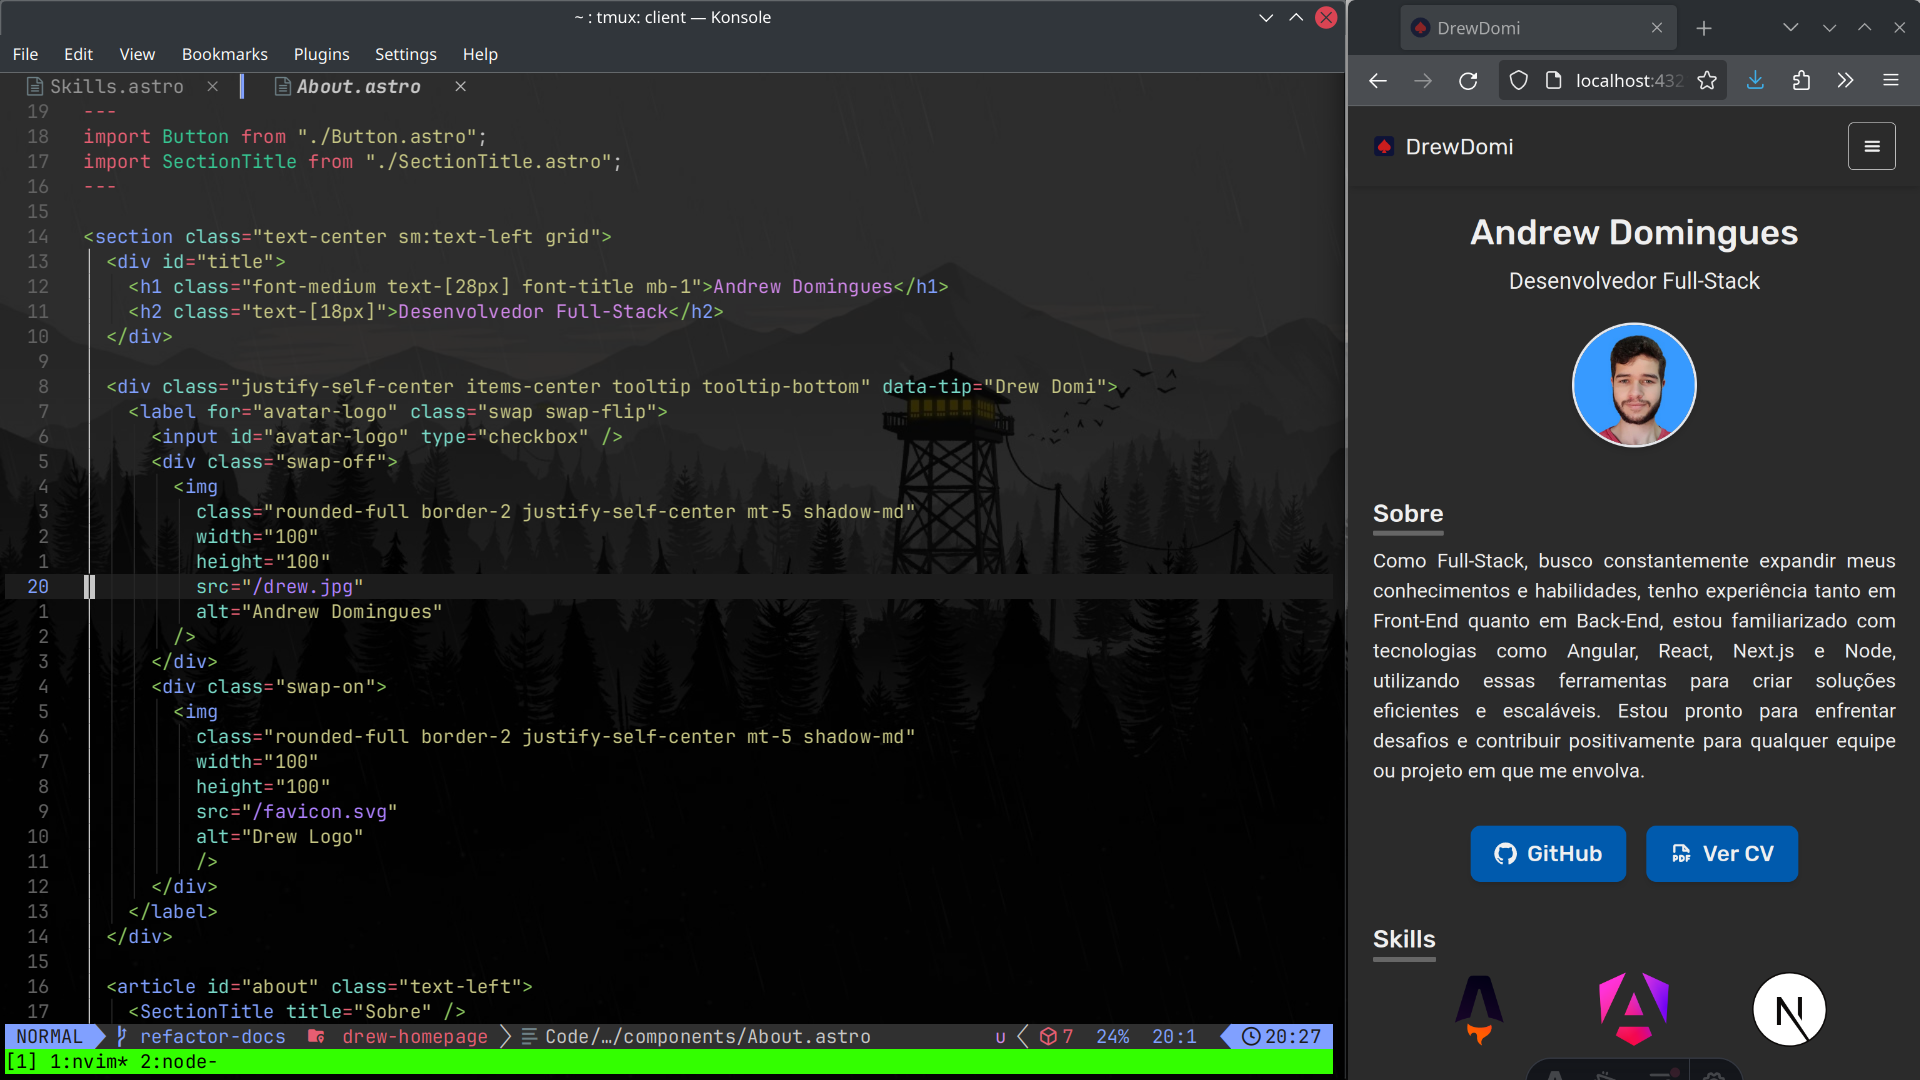 ~ : tmux: client — Konsole
File Edit View Bookmarks Plugins Settings Help
Skills.astro × About.astro ×
19 ---
18 import Button from "./Button.astro";
17 import SectionTitle from "./SectionTitle.astro";
16 ---
15
14 <section class="text-center sm:text-left grid">
13 <div id="title">
12 <h1 class="font-medium text-[28px] font-title mb-1">Andrew Domingues</h1>
11 <h2 class="text-[18px]">Desenvolvedor Full-Stack</h2>
10 </div>
9
8 <div class="justify-self-center items-center tooltip tooltip-bottom" data-tip="Drew Domi">
7 <label for="avatar-logo" class="swap swap-flip">
6 <input id="avatar-logo" type="checkbox" />
5 <div class="swap-off">
4 <img
3 class="rounded-full border-2 justify-self-center mt-5 shadow-md"
2 width="100"
1 height="100"
20 src="/drew.jpg"
1 alt="Andrew Domingues"
2 />
3 </div>
4 <div class="swap-on">
5 <img
6 class="rounded-full border-2 justify-self-center mt-5 shadow-md"
7 width="100"
8 height="100"
9 src="/favicon.svg"
10 alt="Drew Logo"
11 />
12 </div>
13 </label>
14 </div>
15
16 <article id="about" class="text-left">
17 <SectionTitle title="Sobre" />
NORMAL refactor-docs drew-homepage Code/…/components/About.astro u 7 24% 20:1 20:27
[1] 1:nvim* 2:node-
DrewDomi
localhost:432
DrewDomi
Andrew Domingues
Desenvolvedor Full-Stack
Sobre
Como Full-Stack, busco constantemente expandir meus
conhecimentos e habilidades, tenho experiência tanto em
Front-End quanto em Back-End, estou familiarizado com
tecnologias como Angular, React, Next.js e Node,
utilizando essas ferramentas para criar soluções
eficientes e escaláveis. Estou pronto para enfrentar
desafios e contribuir positivamente para qualquer equipe
ou projeto em que me envolva.
GitHub
PDF Ver CV
Skills